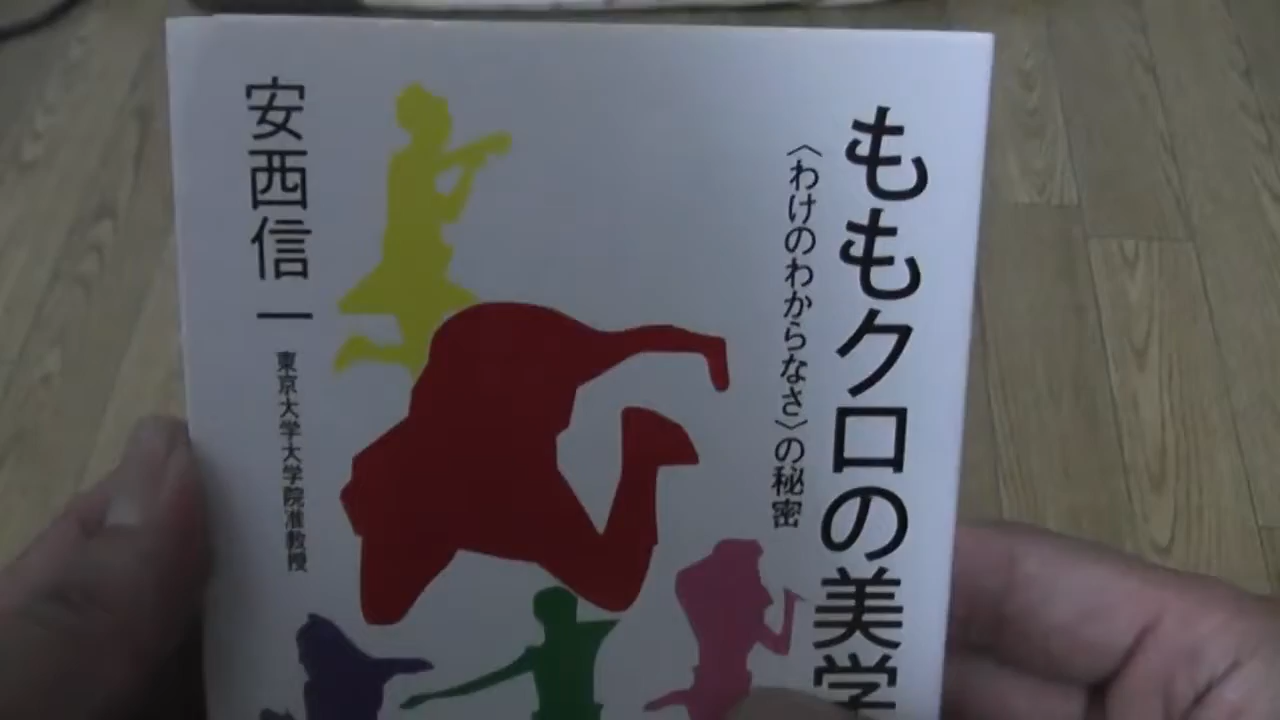 ももクロの美学
〈わけのわからなさ〉の秘密
安西信一
東京大学大学院准教授